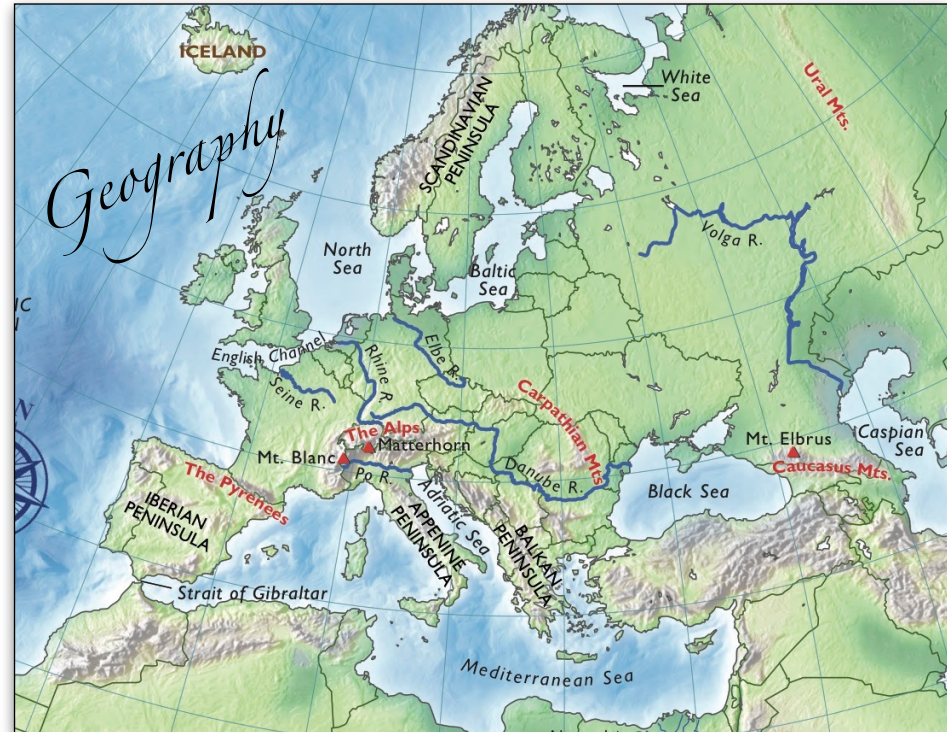 ICELAND
Geography
White
Sea
Ural Mts.
SCANDINAVIAN
PENINSULA
Volga R.
North
Sea
Baltic
Sea
IC
English Channel
Seine R.
Rhine R
Elbe R.
Carpathian Mts.
The Alps
Matterhorn
Mt. Blanc
Po R.
Danube R.
Mt. Elbrus
Caucasus Mts.
Caspian
Sea
Black Sea
The Pyrenees
IBERIAN
PENINSULA
Adriatic Sea
APPENINE
PENINSULA
BALKAN
PENINSULA
Strait of Gibraltar
Mediterranean Sea
N